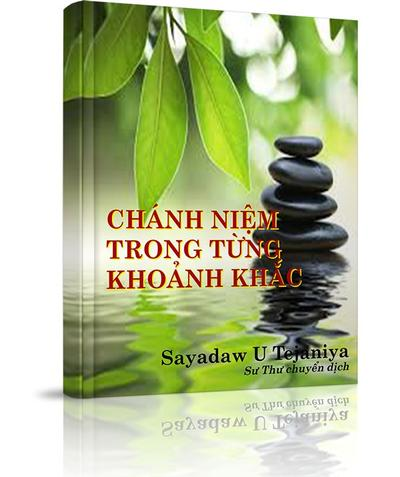 CHÁNH NIỆM
TRONG TỪNG
KHOẢNH KHẮC
Sayadaw U Tejaniya
Sư Thư chuyển dịch